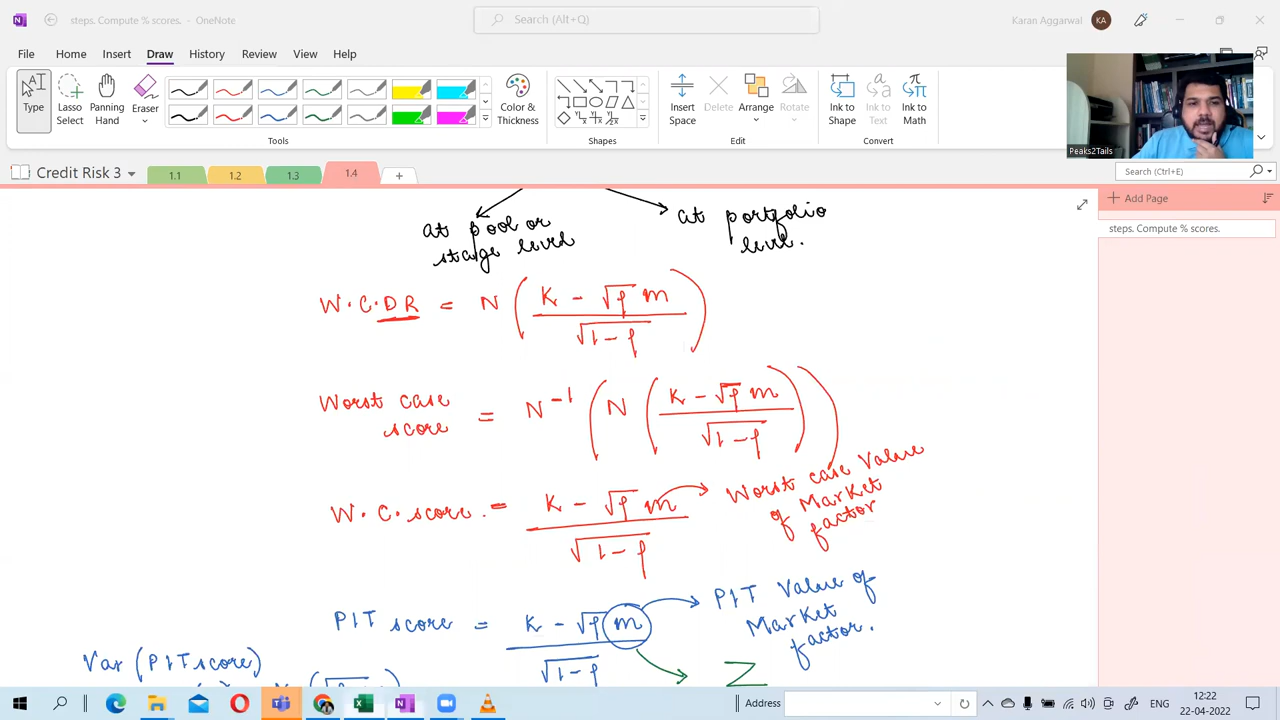 steps. Compute % scores. - OneNote
Search (Alt+Q)
Karan Aggarwal
KA
File Home Insert Draw History Review View Help
Type
Lasso Select
Panning Hand
Eraser
Color & Thickness
Insert Space
Delete
Arrange
Rotate
Ink to Shape
Ink to Text
Ink to Math
Tools
Shapes
Edit
Convert
Peaks2Tails
Credit Risk 3
1.1
1.2
1.3
1.4
Search (Ctrl+E)
Add Page
steps. Compute % scores.
at pool or
stage level
at portfolio
level.
W.C.DR = N ( (K - √ρ m) / √(1-ρ) )
Worst case
score = N⁻¹ ( N ( (K - √ρ m) / √(1-ρ) ) )
W.C. score. = (K - √ρ m) / √(1-ρ)
Worst case Value
of Market
factor
PIT score = (K - √ρ m) / √(1-ρ)
PIT Value of
Market
factor.
Var (PIT score)
Z
Address
ENG
12:22
22-04-2022